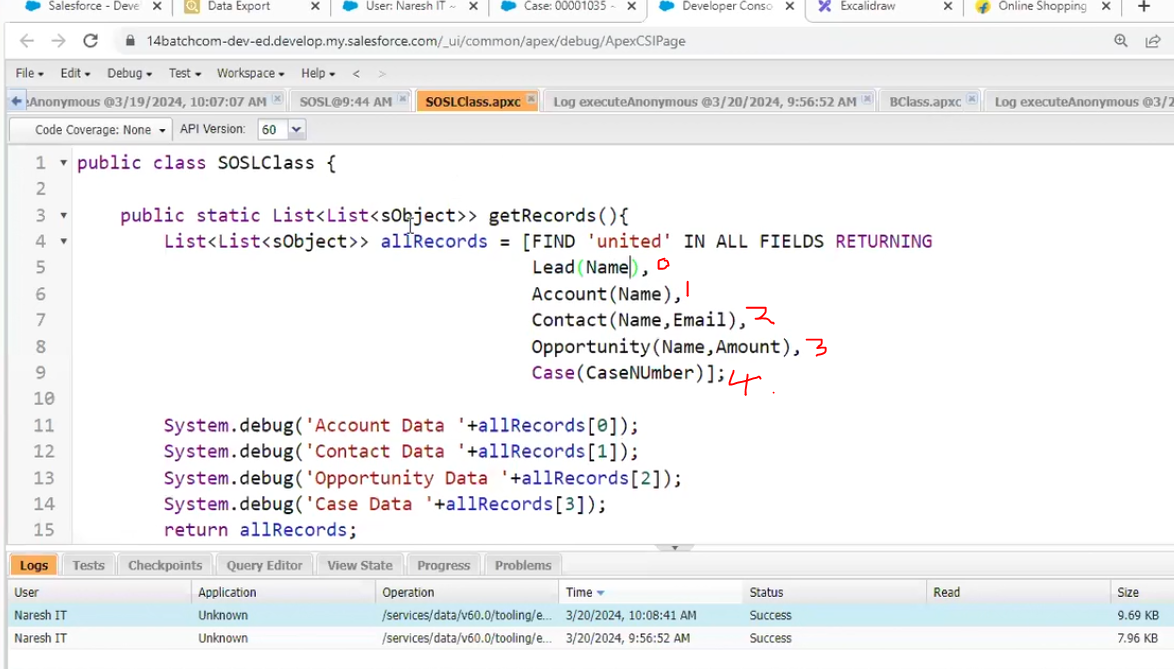 Salesforce - Deve
Data Export
User: Naresh IT ~
Case: 00001035 ~
Developer Conso
Excalidraw
Online Shopping
14batchcom-dev-ed.develop.my.salesforce.com/_ui/common/apex/debug/ApexCSIPage
File Edit Debug Test Workspace Help < >
Anonymous @3/19/2024, 10:07:07 AM
SOSL@9:44 AM
SOSLClass.apxc
Log executeAnonymous @3/20/2024, 9:56:52 AM
BClass.apxc
Log executeAnonymous @3/2
Code Coverage: None API Version: 60
1 public class SOSLClass {
2
3 public static List<List<sObject>> getRecords(){
4 List<List<sObject>> allRecords = [FIND 'united' IN ALL FIELDS RETURNING
5 Lead(Name), 0
6 Account(Name), 1
7 Contact(Name,Email), 2
8 Opportunity(Name,Amount), 3
9 Case(CaseNUmber)]; 4
10
11 System.debug('Account Data '+allRecords[0]);
12 System.debug('Contact Data '+allRecords[1]);
13 System.debug('Opportunity Data '+allRecords[2]);
14 System.debug('Case Data '+allRecords[3]);
15 return allRecords;
Logs Tests Checkpoints Query Editor View State Progress Problems
User Application Operation Time Status Read Size
Naresh IT Unknown /services/data/v60.0/tooling/e... 3/20/2024, 10:08:41 AM Success 9.69 KB
Naresh IT Unknown /services/data/v60.0/tooling/e... 3/20/2024, 9:56:52 AM Success 7.96 KB